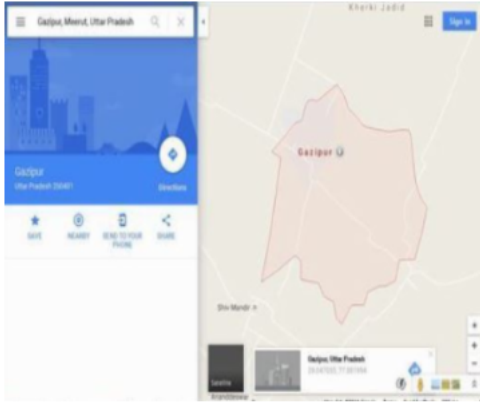 Gazipur, Meerut, Uttar Pradesh
Gazipur
Uttar Pradesh
Directions
SAVE
NEARBY
SEND TO YOUR
PHONE
SHARE
Kherki Jadid
Sign in
Gazipur
Shiv Mandir
Gazipur, Uttar Pradesh
Satellite